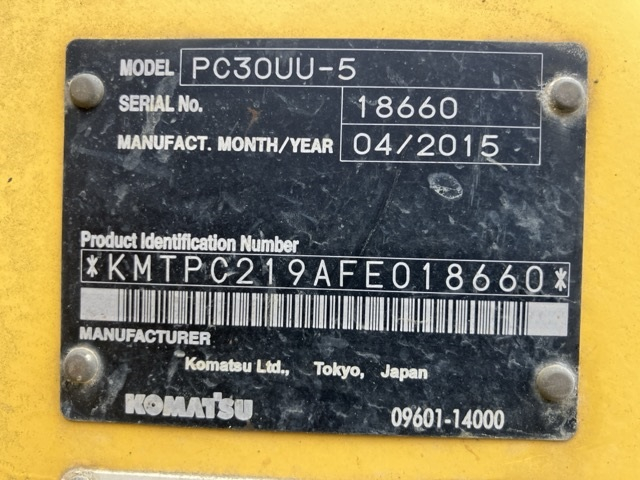 MODEL PC30UU-5
SERIAL No. 18660
MANUFACT. MONTH/YEAR 04/2015
Product Identification Number
*KMTPC219AFE018660*
MANUFACTURER
Komatsu Ltd., Tokyo, Japan
KOMATSU 09601-14000